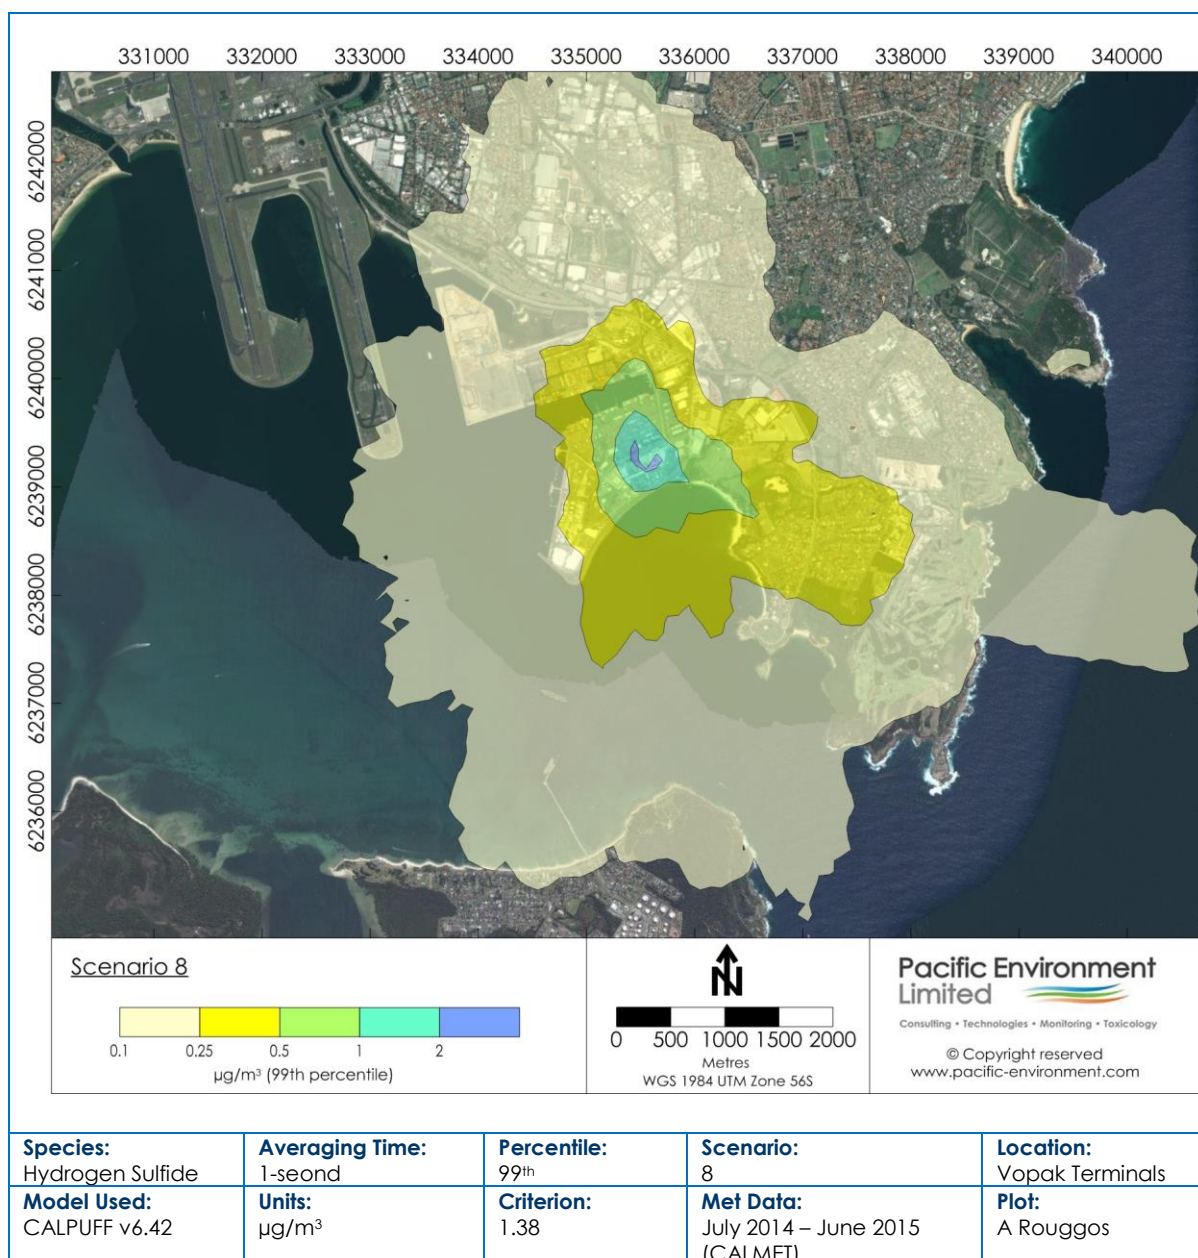 331000 332000 333000 334000 335000 336000 337000 338000 339000 340000
6242000
6241000
6240000
6239000
6238000
6237000
6236000
Scenario 8
0.1 0.25 0.5 1 2
µg/m³ (99th percentile)
N
0 500 1000 1500 2000
Metres
WGS 1984 UTM Zone 56S
Pacific Environment
Limited
Consulting • Technologies • Monitoring • Toxicology
© Copyright reserved
www.pacific-environment.com
Species: Averaging Time: Percentile: Scenario: Location:
Hydrogen Sulfide 1-seond 99th 8 Vopak Terminals
Model Used: Units: Criterion: Met Data: Plot:
CALPUFF v6.42 µg/m³ 1.38 July 2014 – June 2015 A Rouggos
(CALMET)